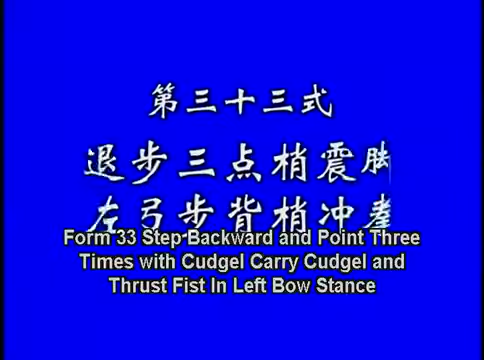 第三十三式
退步三点梢震脚
左弓步背梢冲拳
Form 33 Step Backward and Point Three
Times with Cudgel Carry Cudgel and
Thrust Fist In Left Bow Stance